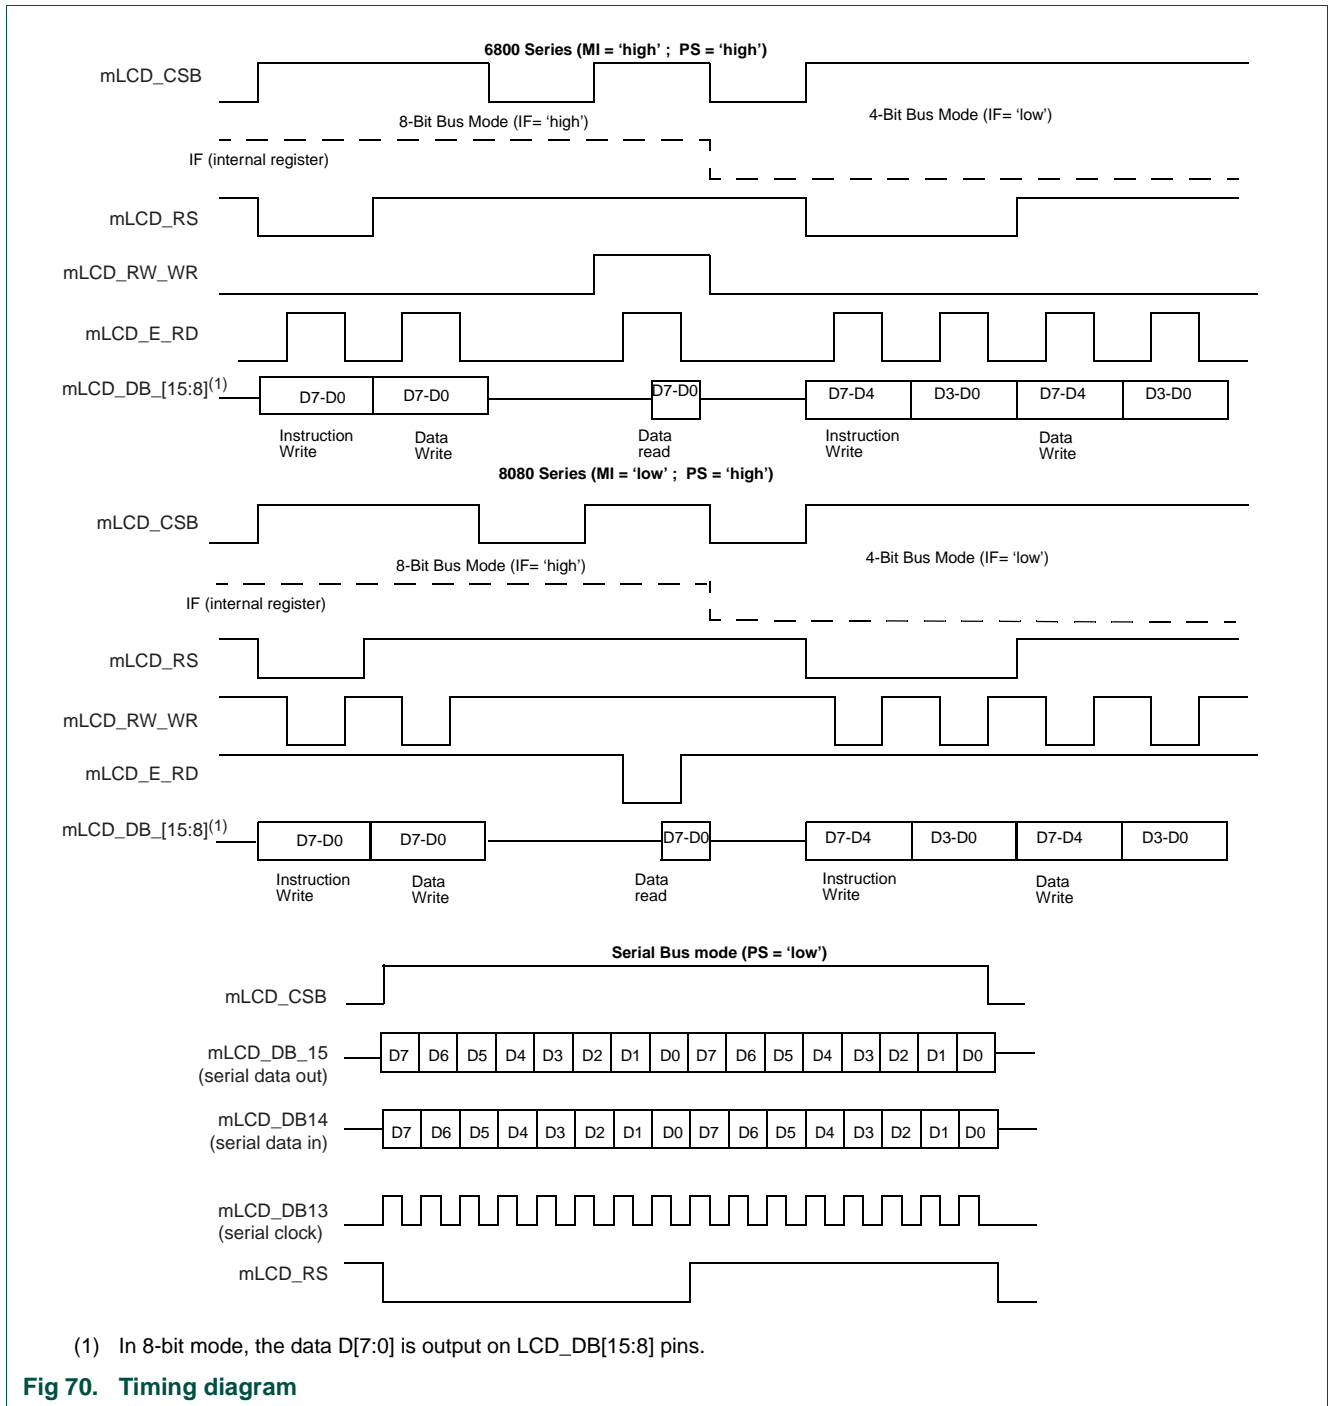 6800 Series (MI = ‘high’ ; PS = ‘high’)
mLCD_CSB
8-Bit Bus Mode (IF= ‘high’)
4-Bit Bus Mode (IF= ‘low’)
IF (internal register)
mLCD_RS
mLCD_RW_WR
mLCD_E_RD
mLCD_DB_[15:8](1)
D7-D0 D7-D0 D7-D0 D7-D4 D3-D0 D7-D4 D3-D0
Instruction Data Data Instruction Data
Write Write read Write Write
8080 Series (MI = ‘low’ ; PS = ‘high’)
mLCD_CSB
8-Bit Bus Mode (IF= ‘high’)
4-Bit Bus Mode (IF= ‘low’)
IF (internal register)
mLCD_RS
mLCD_RW_WR
mLCD_E_RD
mLCD_DB_[15:8](1)
D7-D0 D7-D0 D7-D0 D7-D4 D3-D0 D7-D4 D3-D0
Instruction Data Data Instruction Data
Write Write read Write Write
Serial Bus mode (PS = ‘low’)
mLCD_CSB
mLCD_DB_15
(serial data out)
D7 D6 D5 D4 D3 D2 D1 D0 D7 D6 D5 D4 D3 D2 D1 D0
mLCD_DB14
(serial data in)
D7 D6 D5 D4 D3 D2 D1 D0 D7 D6 D5 D4 D3 D2 D1 D0
mLCD_DB13
(serial clock)
mLCD_RS
(1) In 8-bit mode, the data D[7:0] is output on LCD_DB[15:8] pins.
Fig 70. Timing diagram